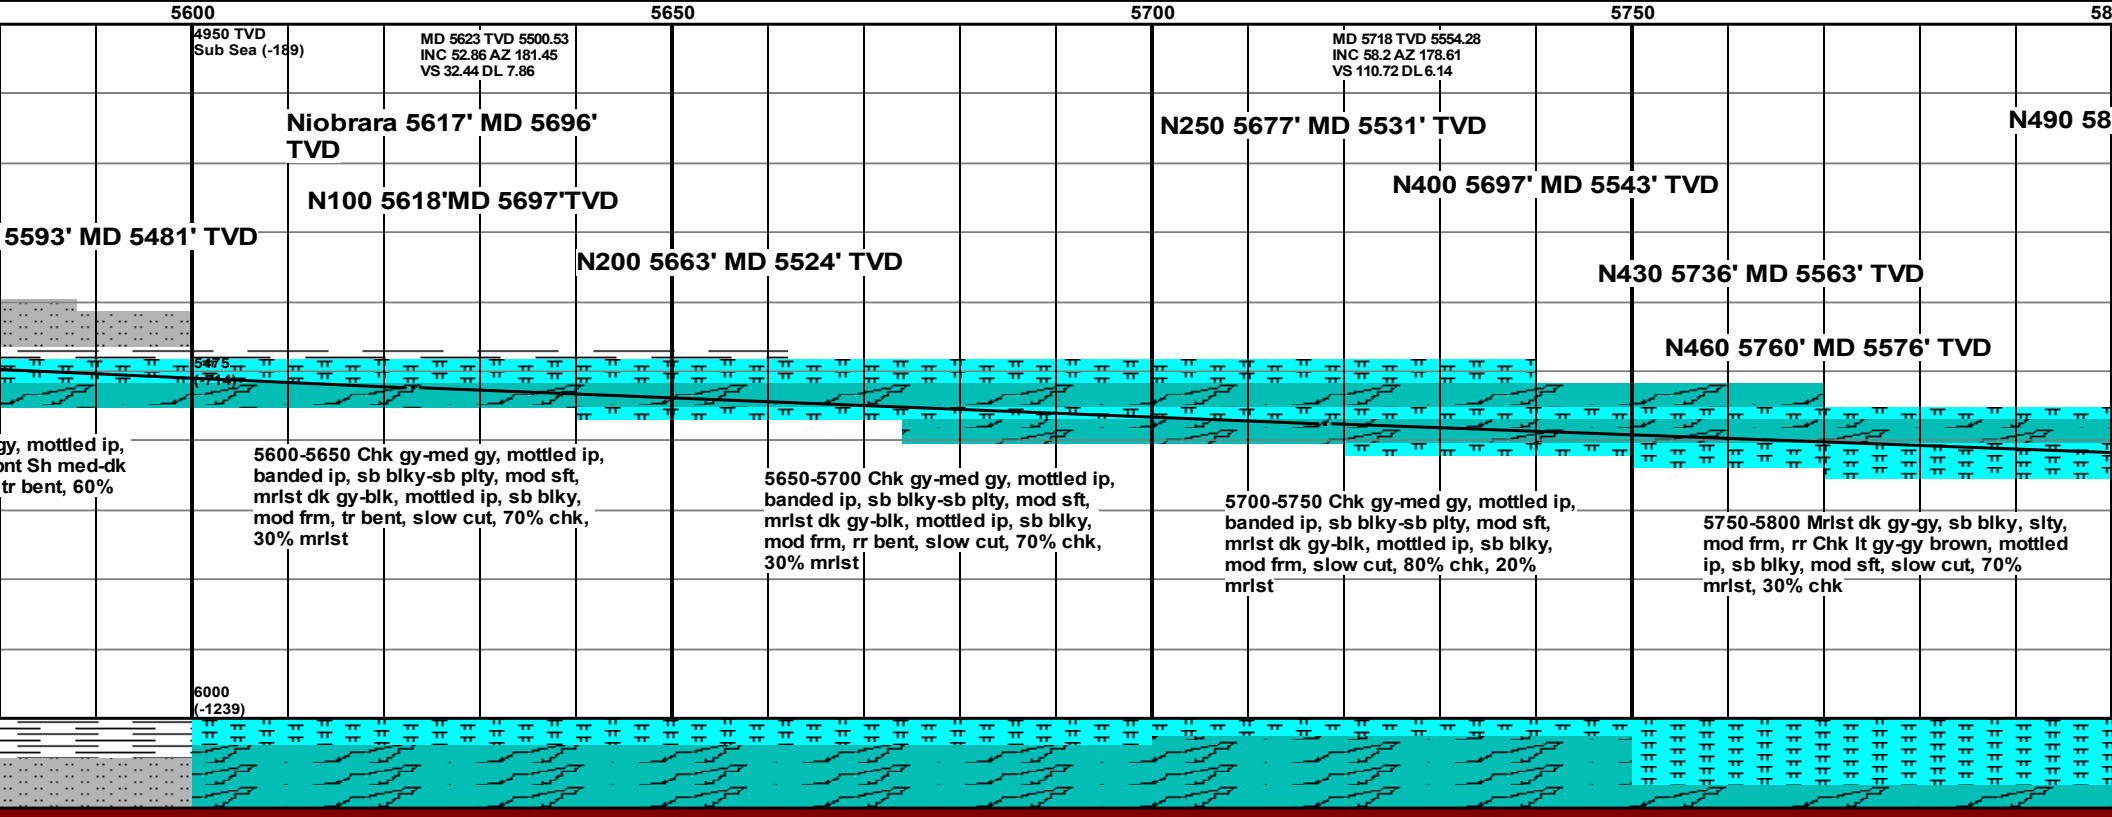 5600
5650
5700
5750
58
4950 TVD
Sub Sea (-189)
MD 5623 TVD 5500.53
INC 52.86 AZ 181.45
VS 32.44 DL 7.86
MD 5718 TVD 5554.28
INC 58.2 AZ 178.61
VS 110.72 DL 6.14
Niobrara 5617' MD 5696'
TVD
N250 5677' MD 5531' TVD
N490 58
N100 5618'MD 5697'TVD
N400 5697' MD 5543' TVD
5593' MD 5481' TVD
N200 5663' MD 5524' TVD
N430 5736' MD 5563' TVD
N460 5760' MD 5576' TVD
5475
(-714)
gy, mottled ip,
nt Sh med-dk
tr bent, 60%
5600-5650 Chk gy-med gy, mottled ip,
banded ip, sb blky-sb plty, mod sft,
mrlst dk gy-blk, mottled ip, sb blky,
mod frm, tr bent, slow cut, 70% chk,
30% mrlst
5650-5700 Chk gy-med gy, mottled ip,
banded ip, sb blky-sb plty, mod sft,
mrlst dk gy-blk, mottled ip, sb blky,
mod frm, rr bent, slow cut, 70% chk,
30% mrlst
5700-5750 Chk gy-med gy, mottled ip,
banded ip, sb blky-sb plty, mod sft,
mrlst dk gy-blk, mottled ip, sb blky,
mod frm, slow cut, 80% chk, 20%
mrlst
5750-5800 Mrlst dk gy-gy, sb blky, slty,
mod frm, rr Chk lt gy-gy brown, mottled
ip, sb blky, mod sft, slow cut, 70%
mrlst, 30% chk
6000
(-1239)